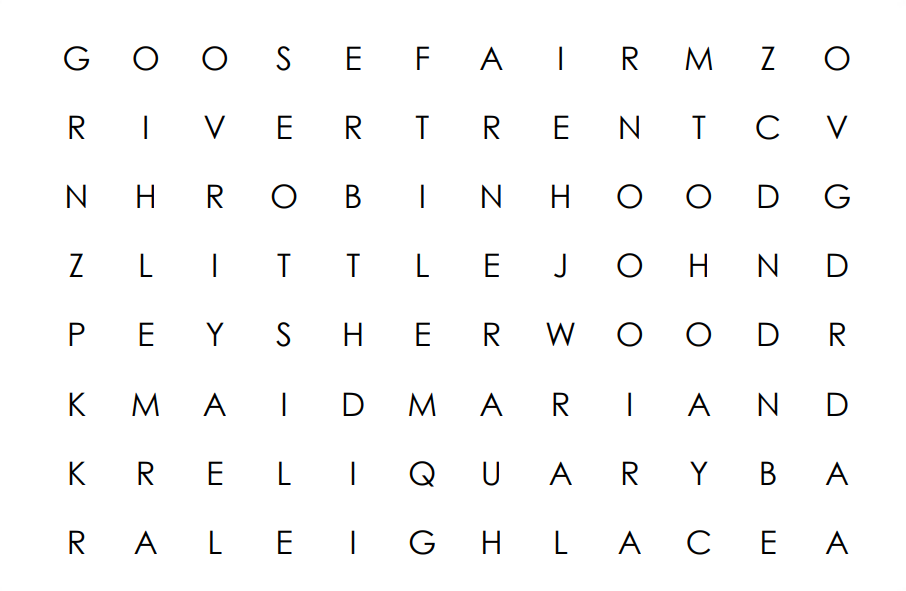 G O O S E F A I R M Z O
R I V E R T R E N T C V
N H R O B I N H O O D G
Z L I T T L E J O H N D
P E Y S H E R W O O D R
K M A I D M A R I A N D
K R E L I Q U A R Y B A
R A L E I G H L A C E A